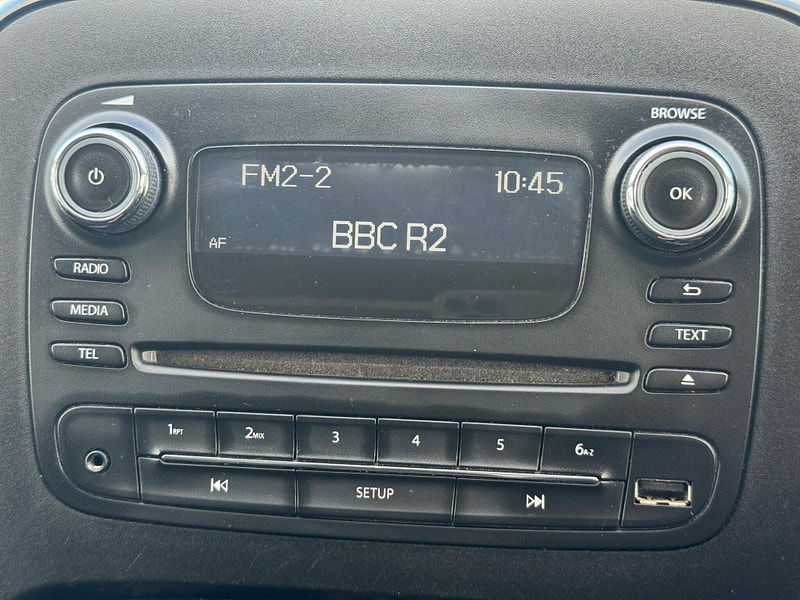 BROWSE
FM2-2 10:45
OK
AF BBC R2
RADIO
MEDIA
TEXT
TEL
1RPT 2MIX 3 4 5 6A-Z
SETUP